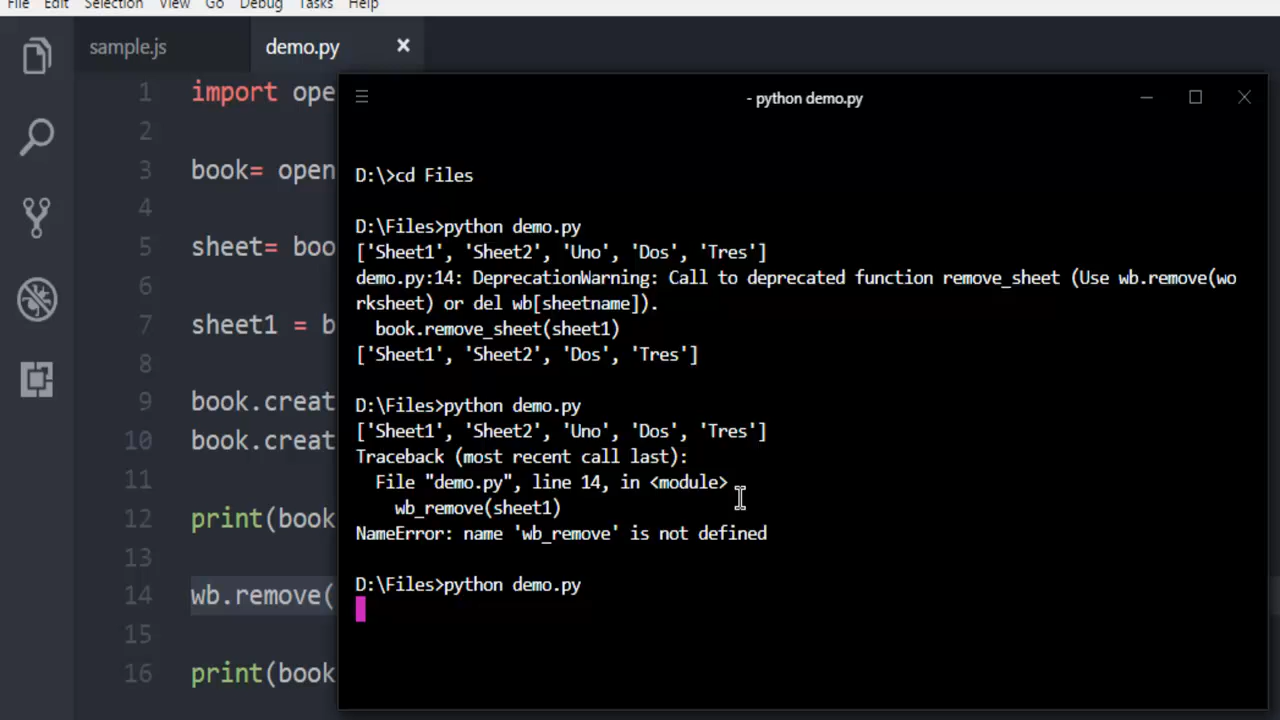 File Edit Selection View Go Debug Tasks Help
sample.js demo.py
- python demo.py
1 import ope
2
3 book= open
4
5 sheet= boo
6
7 sheet1 = b
8
9 book.creat
10 book.creat
11
12 print(book
13
14 wb.remove(
15
16 print(book
D:\>cd Files
D:\Files>python demo.py
['Sheet1', 'Sheet2', 'Uno', 'Dos', 'Tres']
demo.py:14: DeprecationWarning: Call to deprecated function remove_sheet (Use wb.remove(wo
rksheet) or del wb[sheetname]).
book.remove_sheet(sheet1)
['Sheet1', 'Sheet2', 'Dos', 'Tres']
D:\Files>python demo.py
['Sheet1', 'Sheet2', 'Uno', 'Dos', 'Tres']
Traceback (most recent call last):
File "demo.py", line 14, in <module>
wb_remove(sheet1)
NameError: name 'wb_remove' is not defined
D:\Files>python demo.py